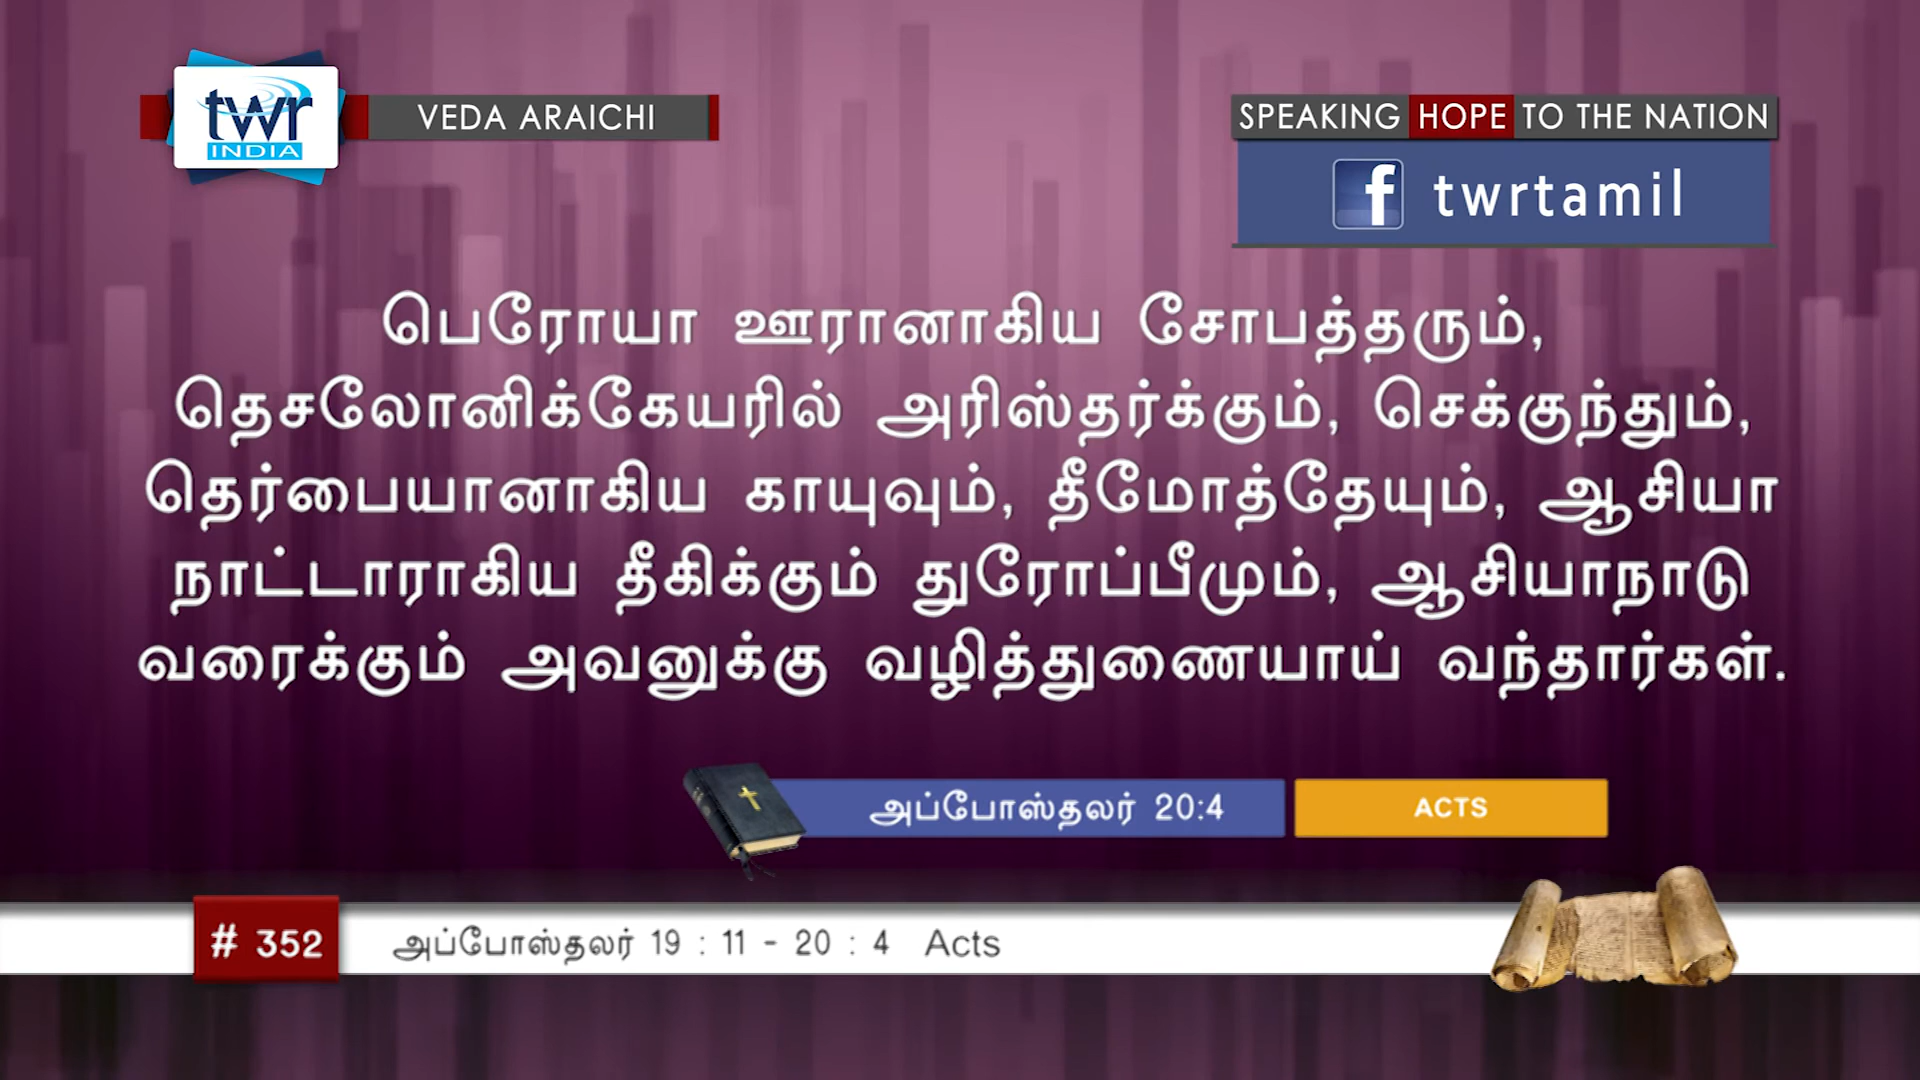 twr
INDIA
VEDA ARAICHI
SPEAKING HOPE TO THE NATION
f twrtamil
பெரோயா ஊரானாகிய சோபத்தரும்,
தெசலோனிக்கேயரில் அரிஸ்தர்க்கும், செக்குந்தும்,
தெர்பையானாகிய காயுவும், தீமோத்தேயும், ஆசியா
நாட்டாராகிய தீகிக்கும் துரோப்பீமும், ஆசியாநாடு
வரைக்கும் அவனுக்கு வழித்துணையாய் வந்தார்கள்.
அப்போஸ்தலர் 20:4 ACTS
# 352 அப்போஸ்தலர் 19 : 11 - 20 : 4 Acts